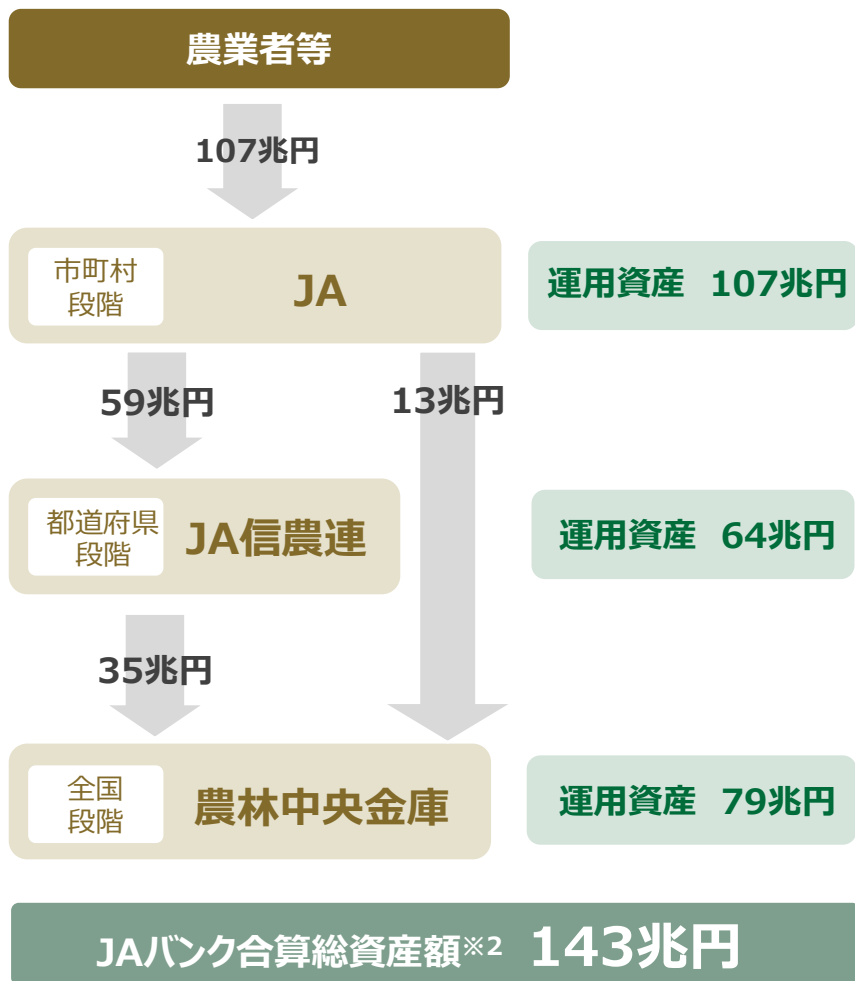 農業者等
107兆円
市町村
段階
JA
運用資産 107兆円
59兆円
13兆円
都道府県
段階
JA信農連
運用資産 64兆円
35兆円
全国
段階
農林中央金庫
運用資産 79兆円
JAバンク合算総資産額※2 143兆円